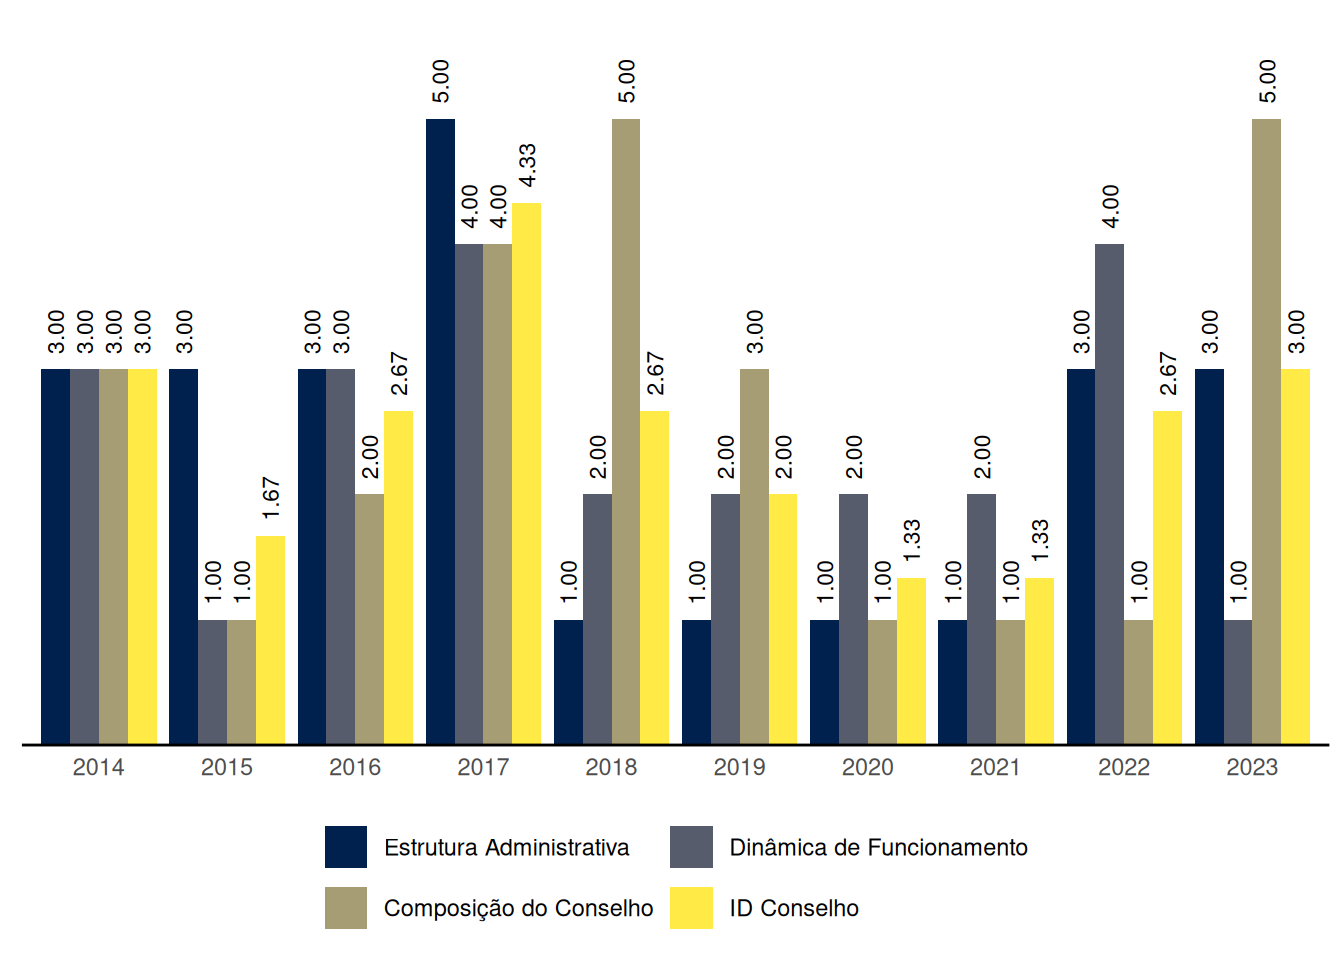 3.00 3.00 3.00 3.00 3.00 1.00 1.00 1.67 3.00 3.00 2.00 2.67 5.00 4.00 4.00 4.33 1.00 2.00 5.00 2.67 1.00 2.00 3.00 2.00 1.00 2.00 1.00 1.33 1.00 2.00 1.00 1.33 3.00 4.00 1.00 2.67 3.00 1.00 5.00 3.00
2014 2015 2016 2017 2018 2019 2020 2021 2022 2023
Estrutura Administrativa Dinâmica de Funcionamento
Composição do Conselho ID Conselho